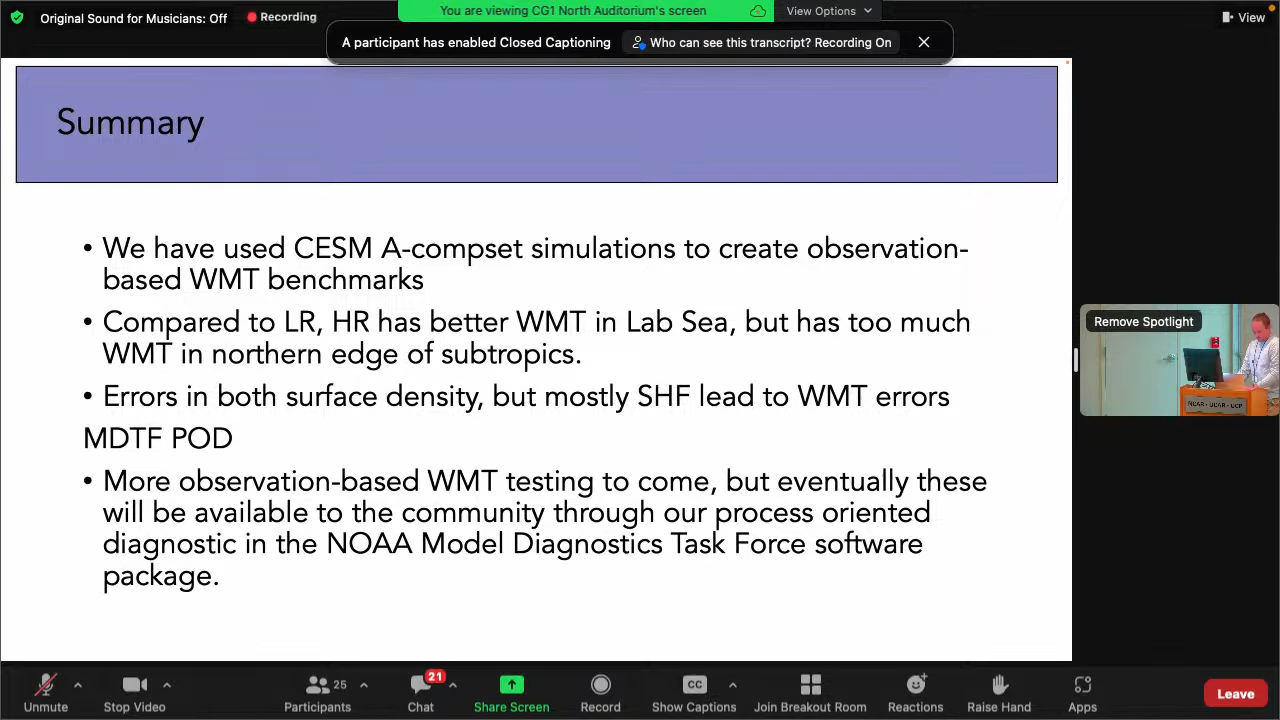 Original Sound for Musicians: Off
Recording
You are viewing CG1 North Auditorium's screen
View Options
View
A participant has enabled Closed Captioning
Who can see this transcript? Recording On
Summary
• We have used CESM A-compset simulations to create observation-
based WMT benchmarks
• Compared to LR, HR has better WMT in Lab Sea, but has too much
WMT in northern edge of subtropics.
• Errors in both surface density, but mostly SHF lead to WMT errors
MDTF POD
• More observation-based WMT testing to come, but eventually these
will be available to the community through our process oriented
diagnostic in the NOAA Model Diagnostics Task Force software
package.
Remove Spotlight
NCAR - UCAR - UCP
Unmute
Stop Video
25
Participants
21
Chat
Share Screen
Record
CC
Show Captions
Join Breakout Room
Reactions
Raise Hand
Apps
Leave